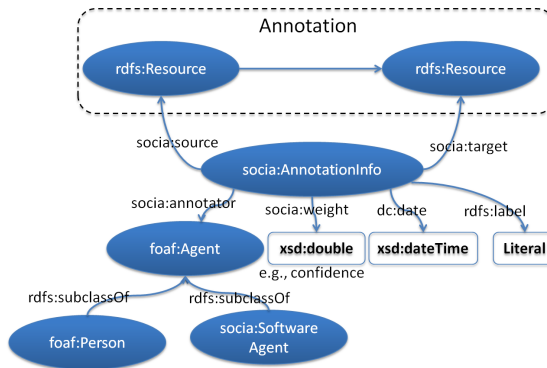 Annotation
rdfs:Resource
rdfs:Resource
socia:source
socia:target
socia:AnnotationInfo
socia:annotator
socia:weight
dc:date
rdfs:label
foaf:Agent
xsd:double
xsd:dateTime
Literal
e.g., confidence
rdfs:subclassOf
rdfs:subclassOf
foaf:Person
socia:Software
Agent